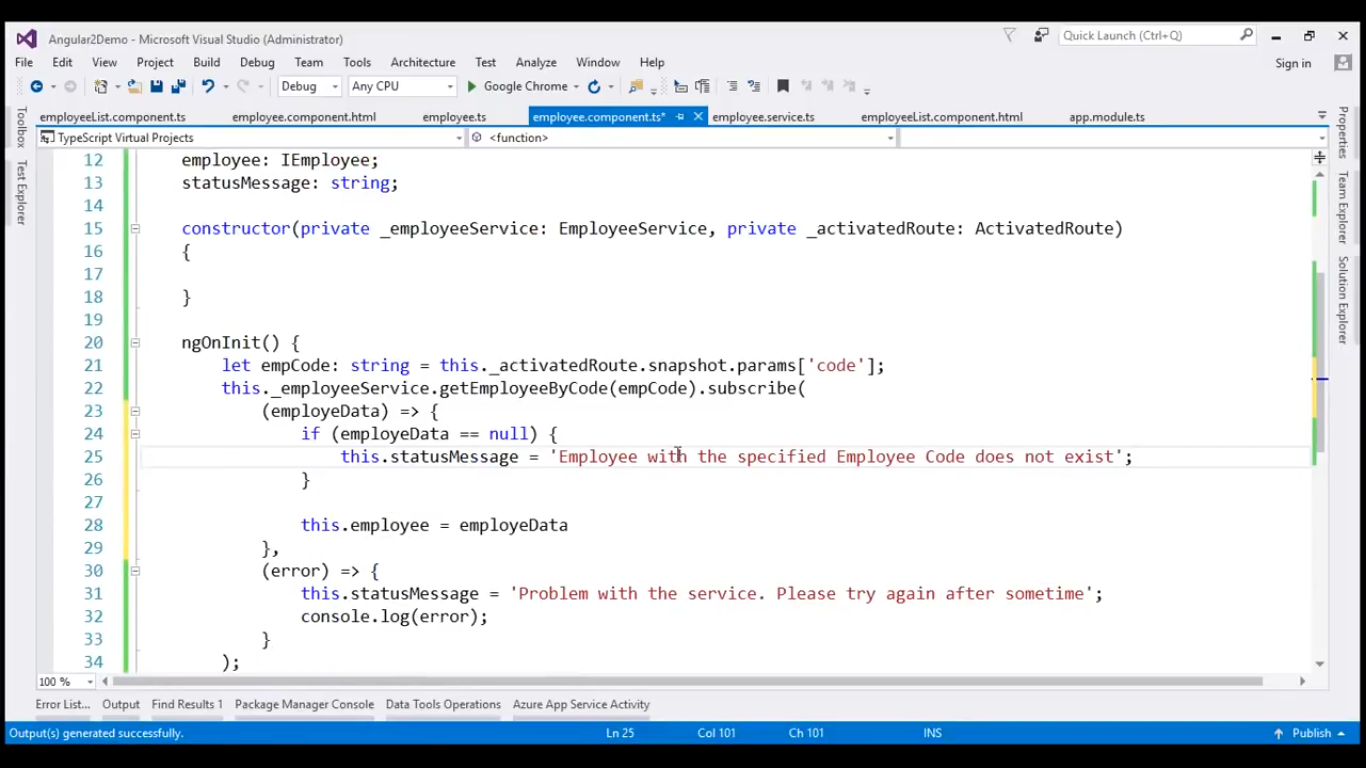 Angular2Demo - Microsoft Visual Studio (Administrator)
Quick Launch (Ctrl+Q)
File Edit View Project Build Debug Team Tools Architecture Test Analyze Window Help
Sign in
Debug Any CPU Google Chrome
employeeList.component.ts employee.component.html employee.ts employee.component.ts* employee.service.ts employeeList.component.html app.module.ts
TypeScript Virtual Projects <function>
Toolbox
Test Explorer
12 employee: IEmployee;
13 statusMessage: string;
14
15 constructor(private _employeeService: EmployeeService, private _activatedRoute: ActivatedRoute)
16 {
17
18 }
19
20 ngOnInit() {
21 let empCode: string = this._activatedRoute.snapshot.params['code'];
22 this._employeeService.getEmployeeByCode(empCode).subscribe(
23 (employeData) => {
24 if (employeData == null) {
25 this.statusMessage = 'Employee with the specified Employee Code does not exist';
26 }
27
28 this.employee = employeData
29 },
30 (error) => {
31 this.statusMessage = 'Problem with the service. Please try again after sometime';
32 console.log(error);
33 }
34 );
Properties
Team Explorer
Solution Explorer
100 %
Error List... Output Find Results 1 Package Manager Console Data Tools Operations Azure App Service Activity
Output(s) generated successfully. Ln 25 Col 101 Ch 101 INS Publish